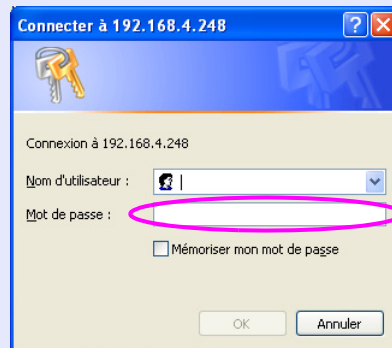 Connecter à 192.168.4.248
Connexion à 192.168.4.248
Nom d'utilisateur :
Mot de passe :
Mémoriser mon mot de passe
OK
Annuler